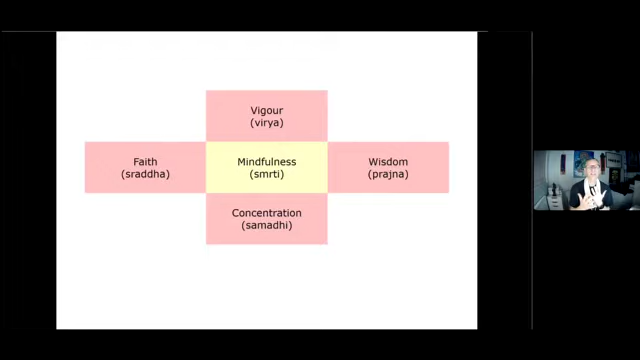 Vigour
(virya)
Faith
(sraddha)
Mindfulness
(smrti)
Wisdom
(prajna)
Concentration
(samadhi)